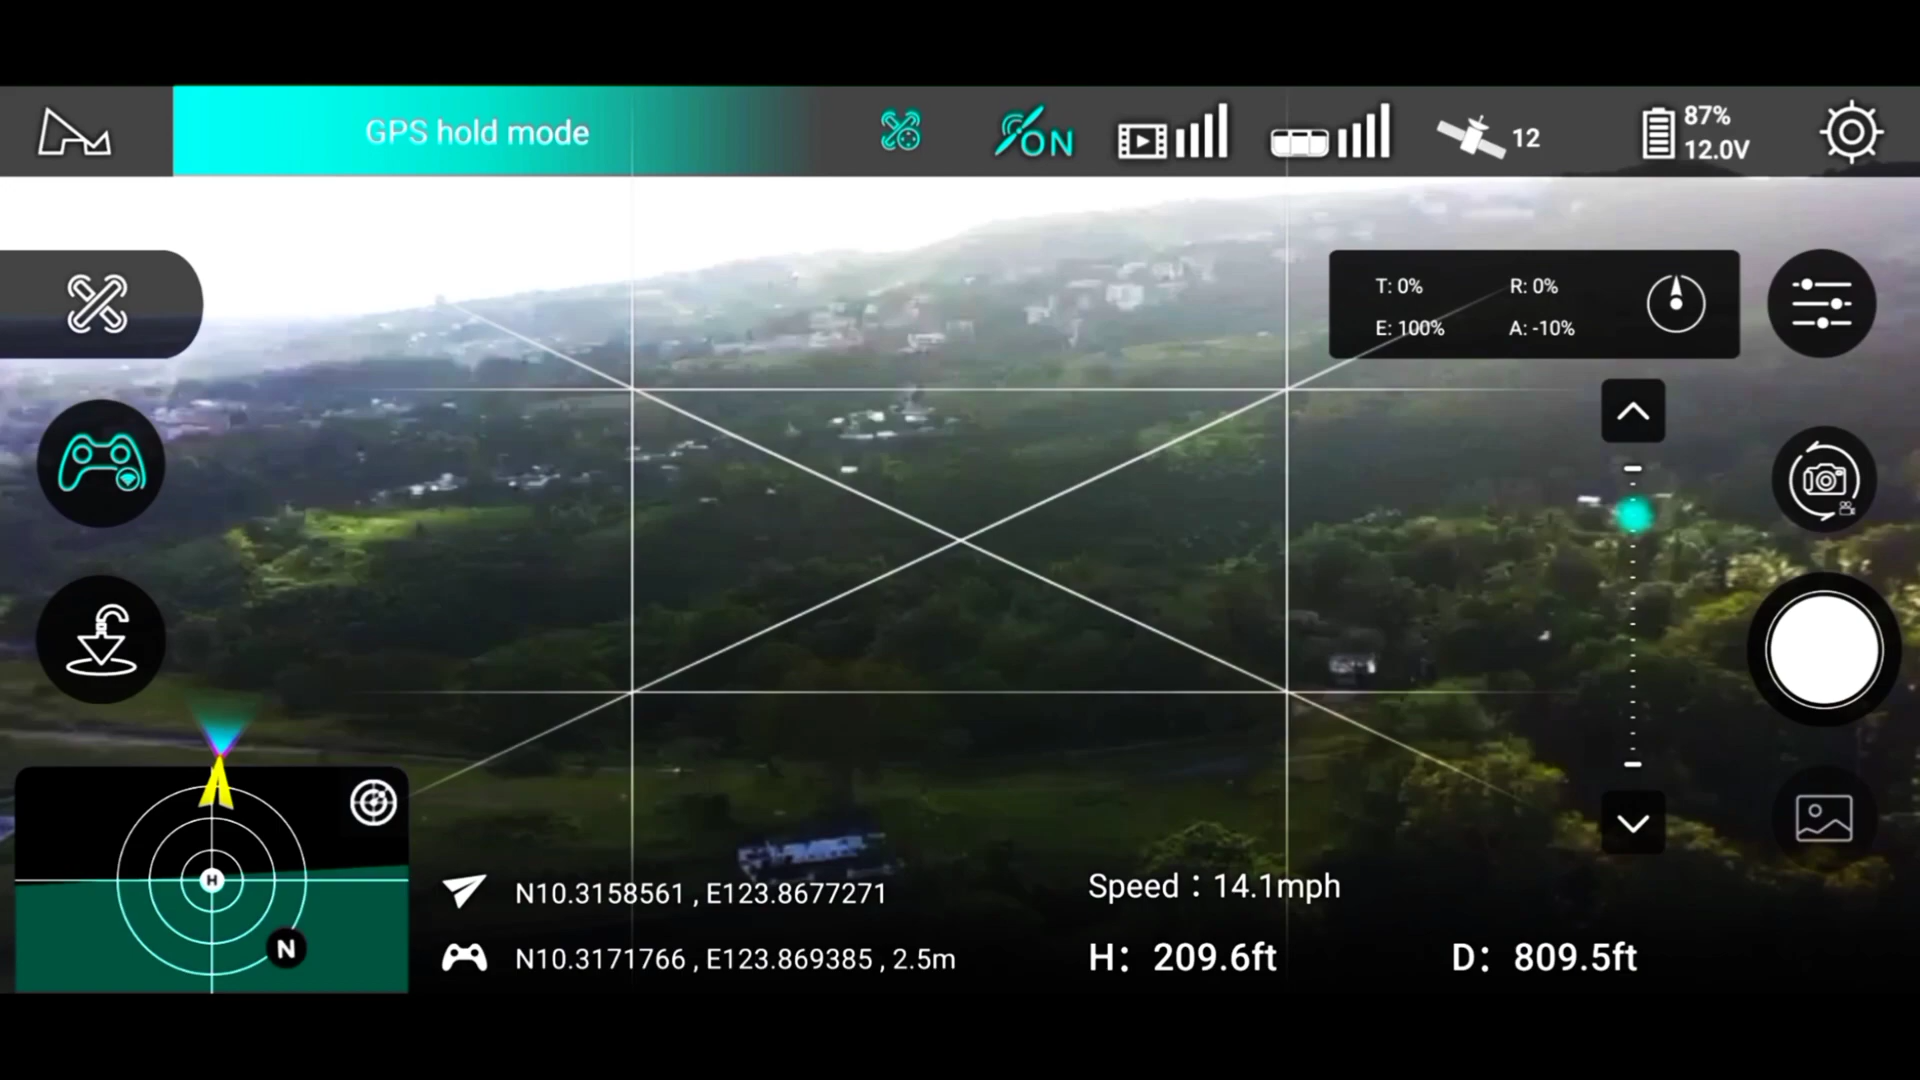 GPS hold mode
ON
12
87%
12.0V
T: 0% R: 0%
E: 100% A: -10%
H
N
N10.3158561 , E123.8677271
N10.3171766 , E123.869385 , 2.5m
Speed : 14.1mph
H: 209.6ft D: 809.5ft